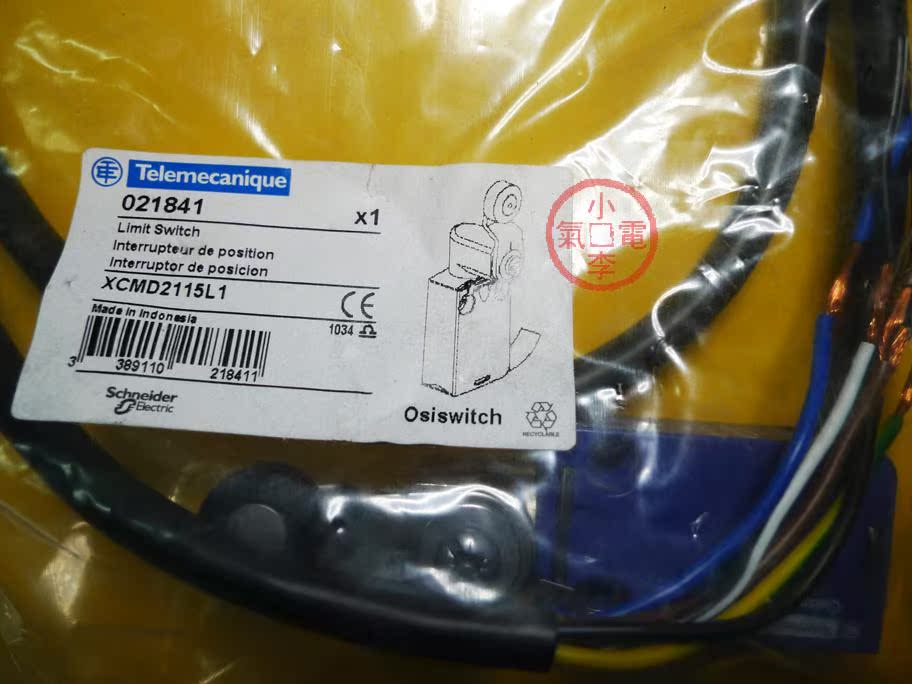 Telemecanique
021841
x1
Limit Switch
Interrupteur de position
Interruptor de posicion
XCMD2115L1
CE
Made in Indonesia
1034
3 389110 218411
Schneider
Electric
Osiswitch
RECYCLABLE
小
氣口電
李